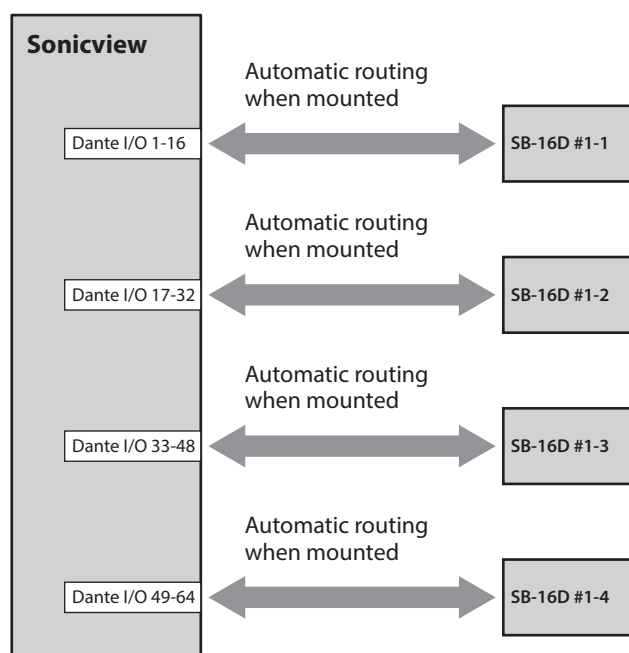 Sonicview
Automatic routing
when mounted
Dante I/O 1-16
SB-16D #1-1
Automatic routing
when mounted
Dante I/O 17-32
SB-16D #1-2
Automatic routing
when mounted
Dante I/O 33-48
SB-16D #1-3
Automatic routing
when mounted
Dante I/O 49-64
SB-16D #1-4